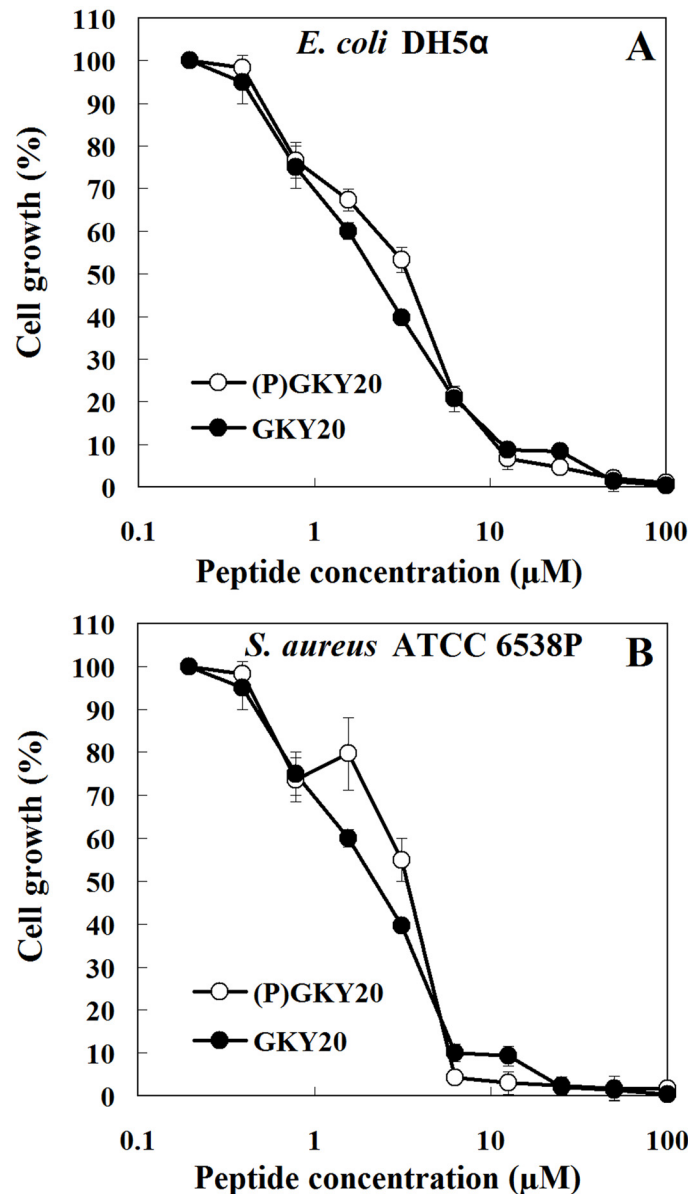 110
E. coli DH5α
A
100
90
80
70
60
50
40
30
20
10
0
Cell growth (%)
(P)GKY20
GKY20
0.1 1 10 100
Peptide concentration (µM)
110
S. aureus ATCC 6538P
B
100
90
80
70
60
50
40
30
20
10
0
Cell growth (%)
(P)GKY20
GKY20
0.1 1 10 100
Peptide concentration (µM)